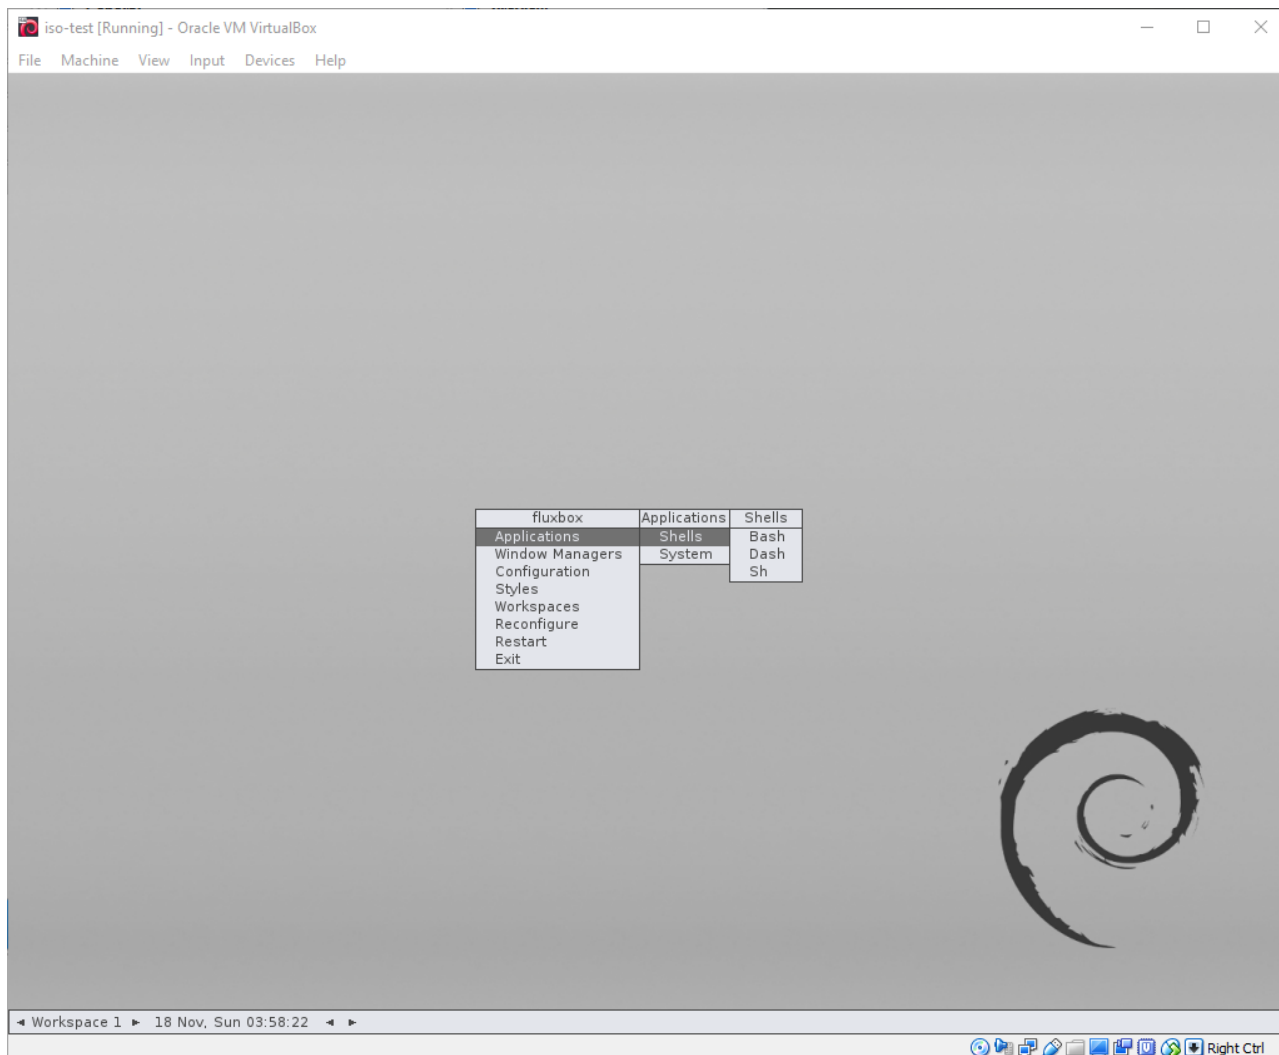 iso-test [Running] - Oracle VM VirtualBox
File Machine View Input Devices Help
fluxbox
Applications
Window Managers
Configuration
Styles
Workspaces
Reconfigure
Restart
Exit
Applications
Shells
System
Shells
Bash
Dash
Sh
Workspace 1 18 Nov, Sun 03:58:22
Right Ctrl